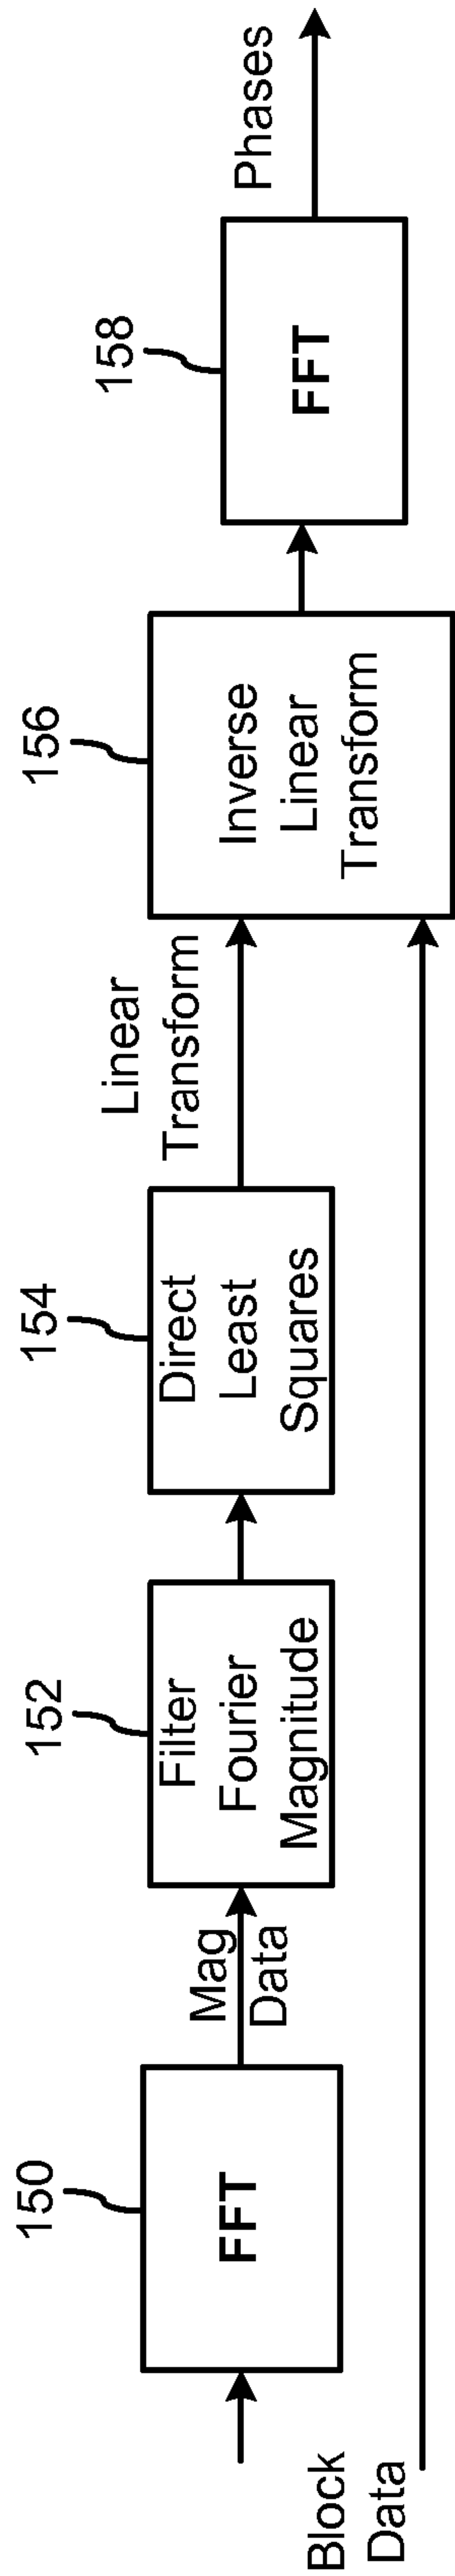 150
FFT
Mag
Data
152
Filter
Fourier
Magnitude
154
Direct
Least
Squares
Linear
Transform
156
Inverse
Linear
Transform
158
FFT
Phases
Block
Data